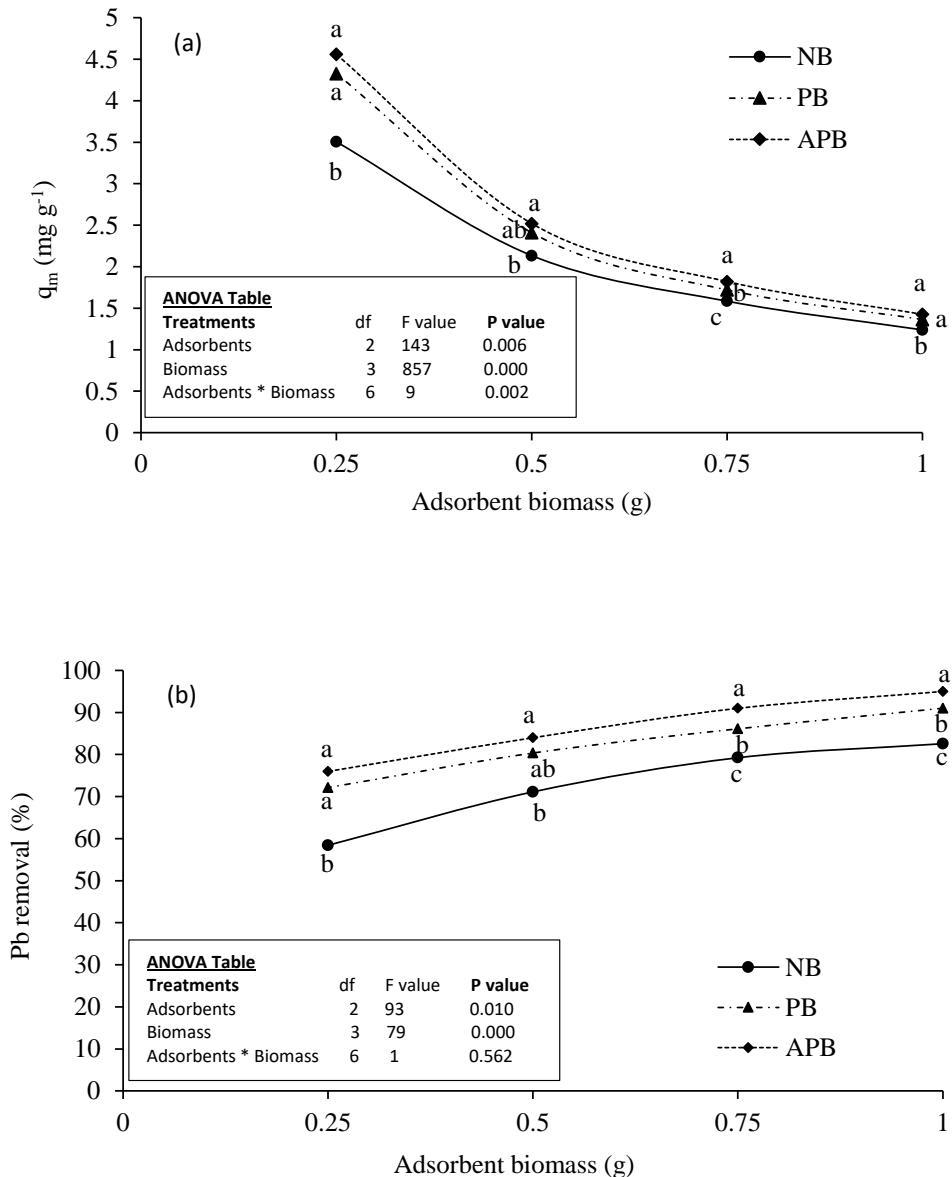 (a)
NB
PB
APB
5
4.5
4
3.5
3
2.5
2
1.5
1
0.5
0
q_m (mg g⁻¹)
a
a
b
a
ab
b
a
b
c
a
a
b
ANOVA Table
Treatments df F value P value
Adsorbents 2 143 0.006
Biomass 3 857 0.000
Adsorbents * Biomass 6 9 0.002
0 0.25 0.5 0.75 1
Adsorbent biomass (g)
(b)
100
90
80
70
60
50
40
30
20
10
0
Pb removal (%)
a
a
b
a
ab
b
a
b
c
a
b
c
ANOVA Table
Treatments df F value P value
Adsorbents 2 93 0.010
Biomass 3 79 0.000
Adsorbents * Biomass 6 1 0.562
NB
PB
APB
0 0.25 0.5 0.75 1
Adsorbent biomass (g)